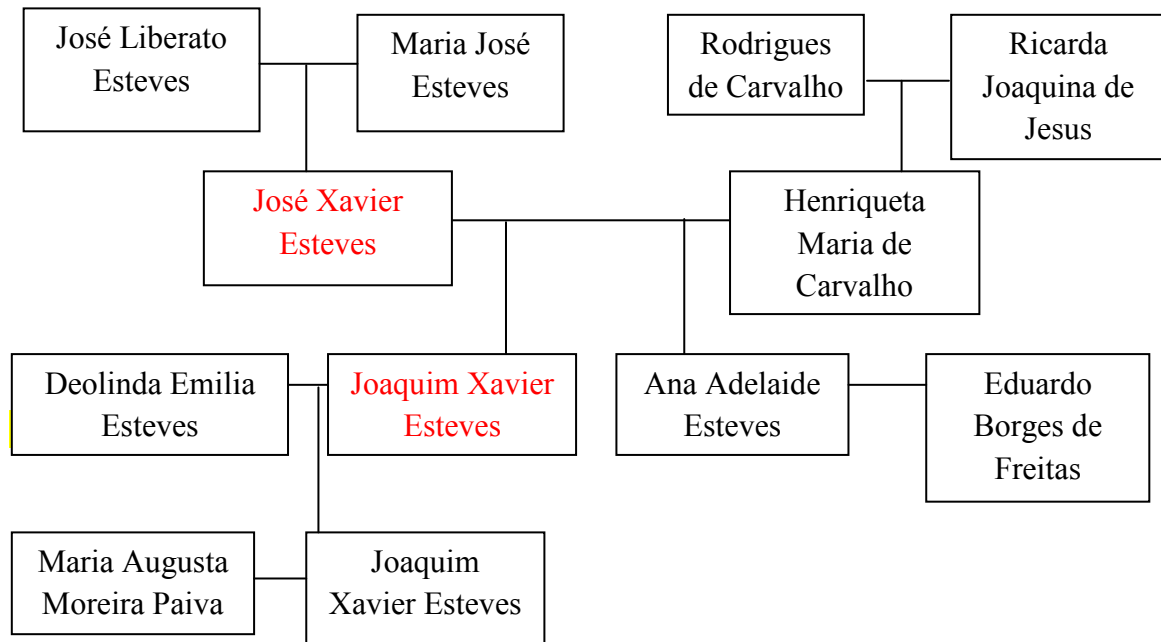 José Liberato
Esteves
Maria José
Esteves
Rodrigues
de Carvalho
Ricarda
Joaquina de
Jesus
José Xavier
Esteves
Henriqueta
Maria de
Carvalho
Deolinda Emilia
Esteves
Joaquim Xavier
Esteves
Ana Adelaide
Esteves
Eduardo
Borges de
Freitas
Maria Augusta
Moreira Paiva
Joaquim
Xavier Esteves